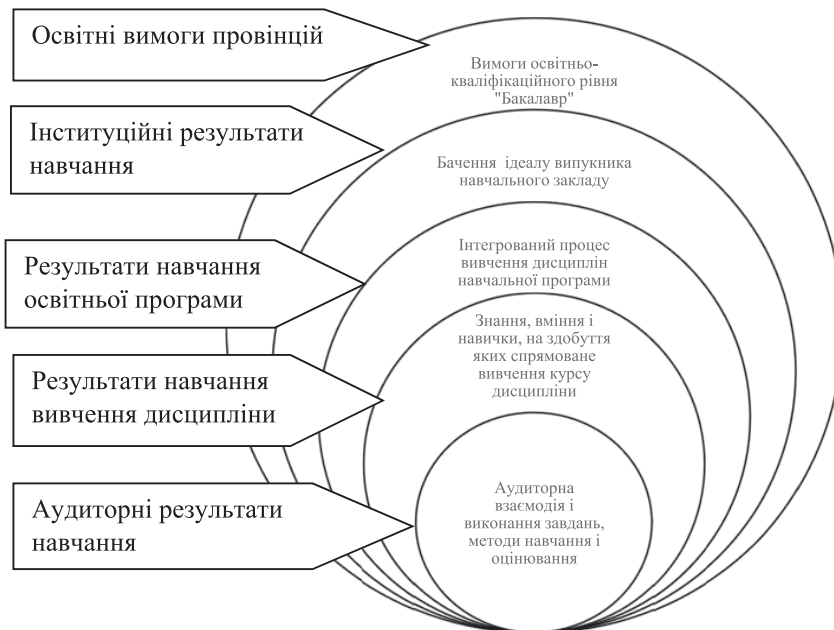 Освітні вимоги провінцій
Вимоги освітньо-
кваліфікаційного рівня
"Бакалавр"
Інституційні результати
навчання
Бачення ідеалу випукника
навчального закладу
Результати навчання
освітньої програми
Інтегрований процес
вивчення дисциплін
навчальної програми
Результати навчання
вивчення дисципліни
Знання, вміння і
навички, на здобуття
яких спрямоване
вивчення курсу
дисципліни
Аудиторні результати
навчання
Аудиторна
взаємодія і
виконання завдань,
методи навчання і
оцінювання